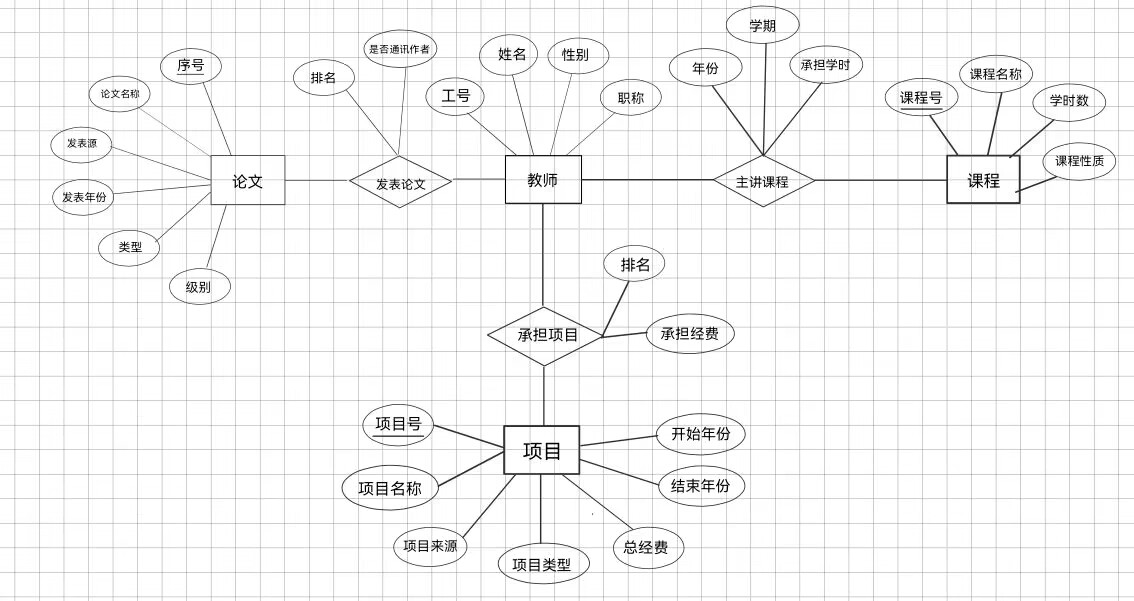 学期
是否通讯作者
姓名
性别
序号
排名
年份
承担学时
课程名称
论文名称
工号
职称
课程号
学时数
发表源
课程性质
论文
发表论文
教师
主讲课程
课程
发表年份
类型
级别
排名
承担项目
承担经费
项目号
开始年份
项目
项目名称
结束年份
项目来源
项目类型
总经费